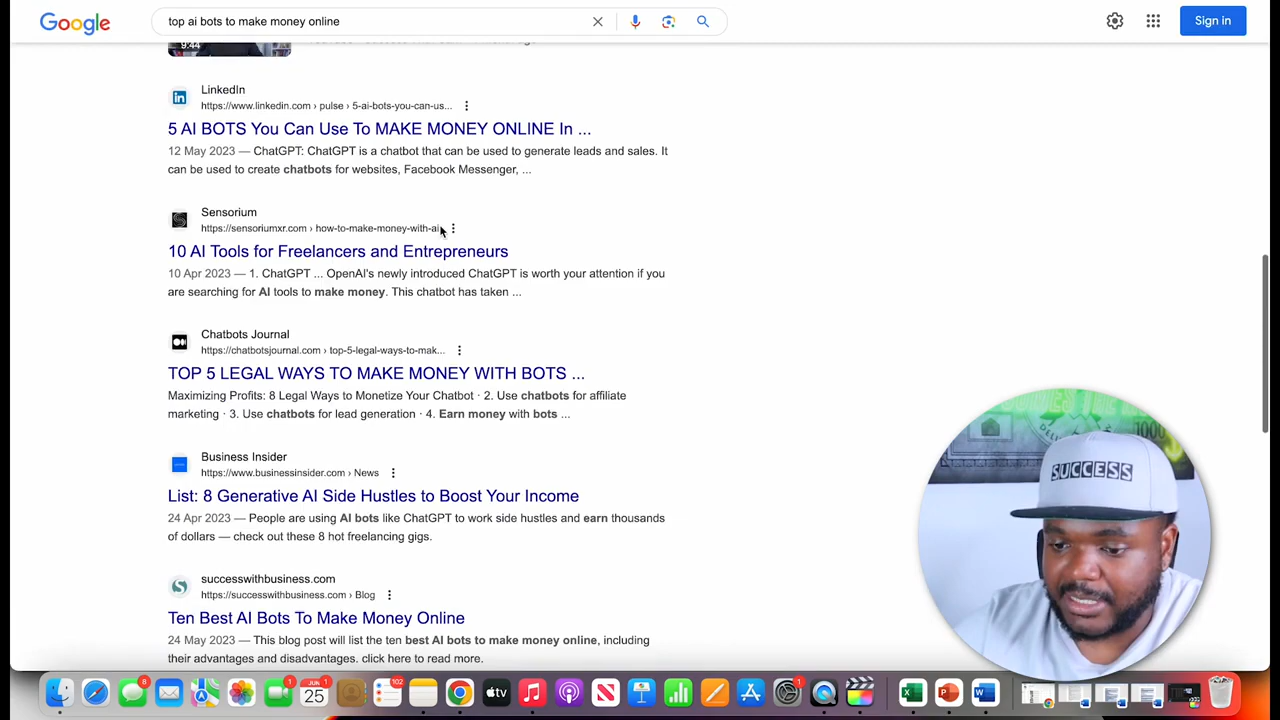 Google
top ai bots to make money online
Sign in
9:44
LinkedIn
https://www.linkedin.com › pulse › 5-ai-bots-you-can-us...
5 AI BOTS You Can Use To MAKE MONEY ONLINE In ...
12 May 2023 — ChatGPT: ChatGPT is a chatbot that can be used to generate leads and sales. It
can be used to create chatbots for websites, Facebook Messenger, ...
Sensorium
https://sensoriumxr.com › how-to-make-money-with-ai
10 AI Tools for Freelancers and Entrepreneurs
10 Apr 2023 — 1. ChatGPT ... OpenAI's newly introduced ChatGPT is worth your attention if you
are searching for AI tools to make money. This chatbot has taken ...
Chatbots Journal
https://chatbotsjournal.com › top-5-legal-ways-to-mak...
TOP 5 LEGAL WAYS TO MAKE MONEY WITH BOTS ...
Maximizing Profits: 8 Legal Ways to Monetize Your Chatbot · 2. Use chatbots for affiliate
marketing · 3. Use chatbots for lead generation · 4. Earn money with bots ...
Business Insider
https://www.businessinsider.com › News
List: 8 Generative AI Side Hustles to Boost Your Income
24 Apr 2023 — People are using AI bots like ChatGPT to work side hustles and earn thousands
of dollars — check out these 8 hot freelancing gigs.
successwithbusiness.com
https://successwithbusiness.com › Blog
Ten Best AI Bots To Make Money Online
24 May 2023 — This blog post will list the ten best AI bots to make money online, including
their advantages and disadvantages. click here to read more.
1000
SUCCESS
8
1
JUN 1
25
102
tv
1